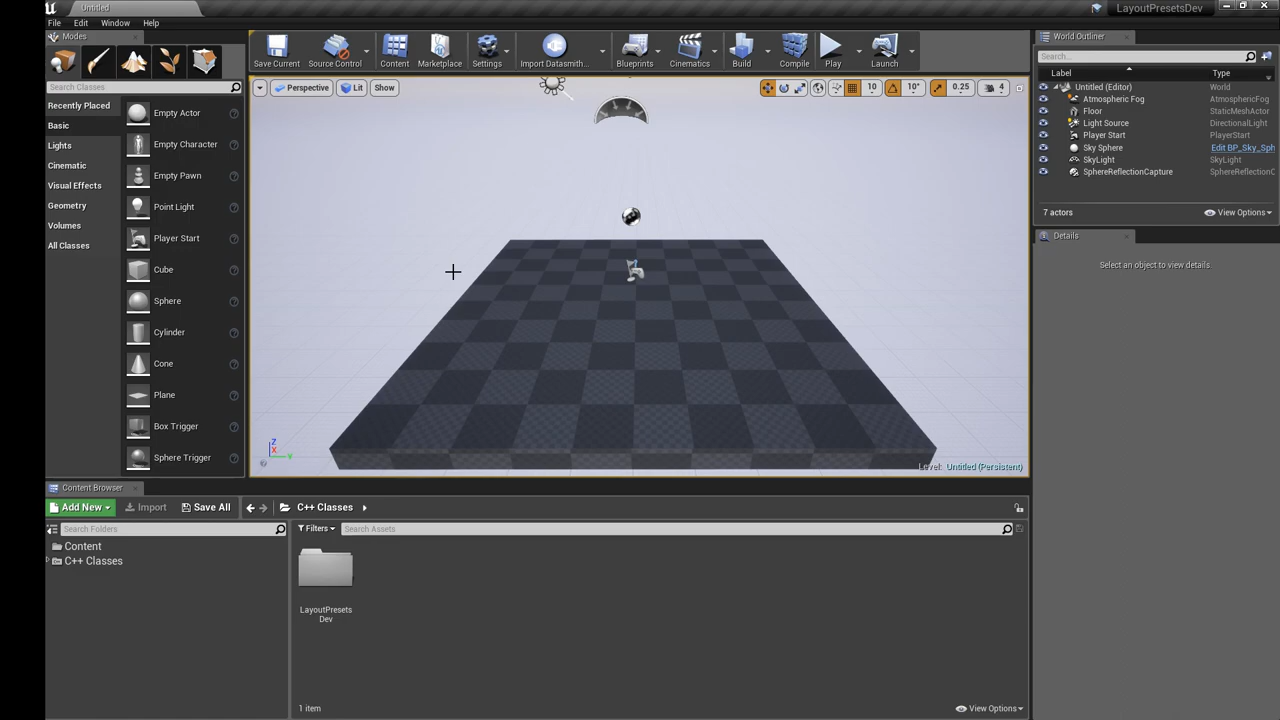 Untitled
LayoutPresetsDev
File Edit Window Help
Modes
Search Classes
Recently Placed
Basic
Lights
Cinematic
Visual Effects
Geometry
Volumes
All Classes
Empty Actor
Empty Character
Empty Pawn
Point Light
Player Start
Cube
Sphere
Cylinder
Cone
Plane
Box Trigger
Sphere Trigger
Save Current
Source Control
Content
Marketplace
Settings
Import Datasmith...
Blueprints
Cinematics
Build
Compile
Play
Launch
Perspective
Lit
Show
10
10°
0.25
4
Z
X
Y
Level: Untitled (Persistent)
World Outliner
Search...
Label Type
Untitled (Editor) World
Atmospheric Fog AtmosphericFog
Floor StaticMeshActor
Light Source DirectionalLight
Player Start PlayerStart
Sky Sphere Edit BP_Sky_Sph
SkyLight SkyLight
SphereReflectionCapture SphereReflectionC
7 actors
View Options
Details
Select an object to view details.
Content Browser
Add New
Import
Save All
C++ Classes
Search Folders
Filters
Search Assets
Content
C++ Classes
LayoutPresets
Dev
1 item
View Options